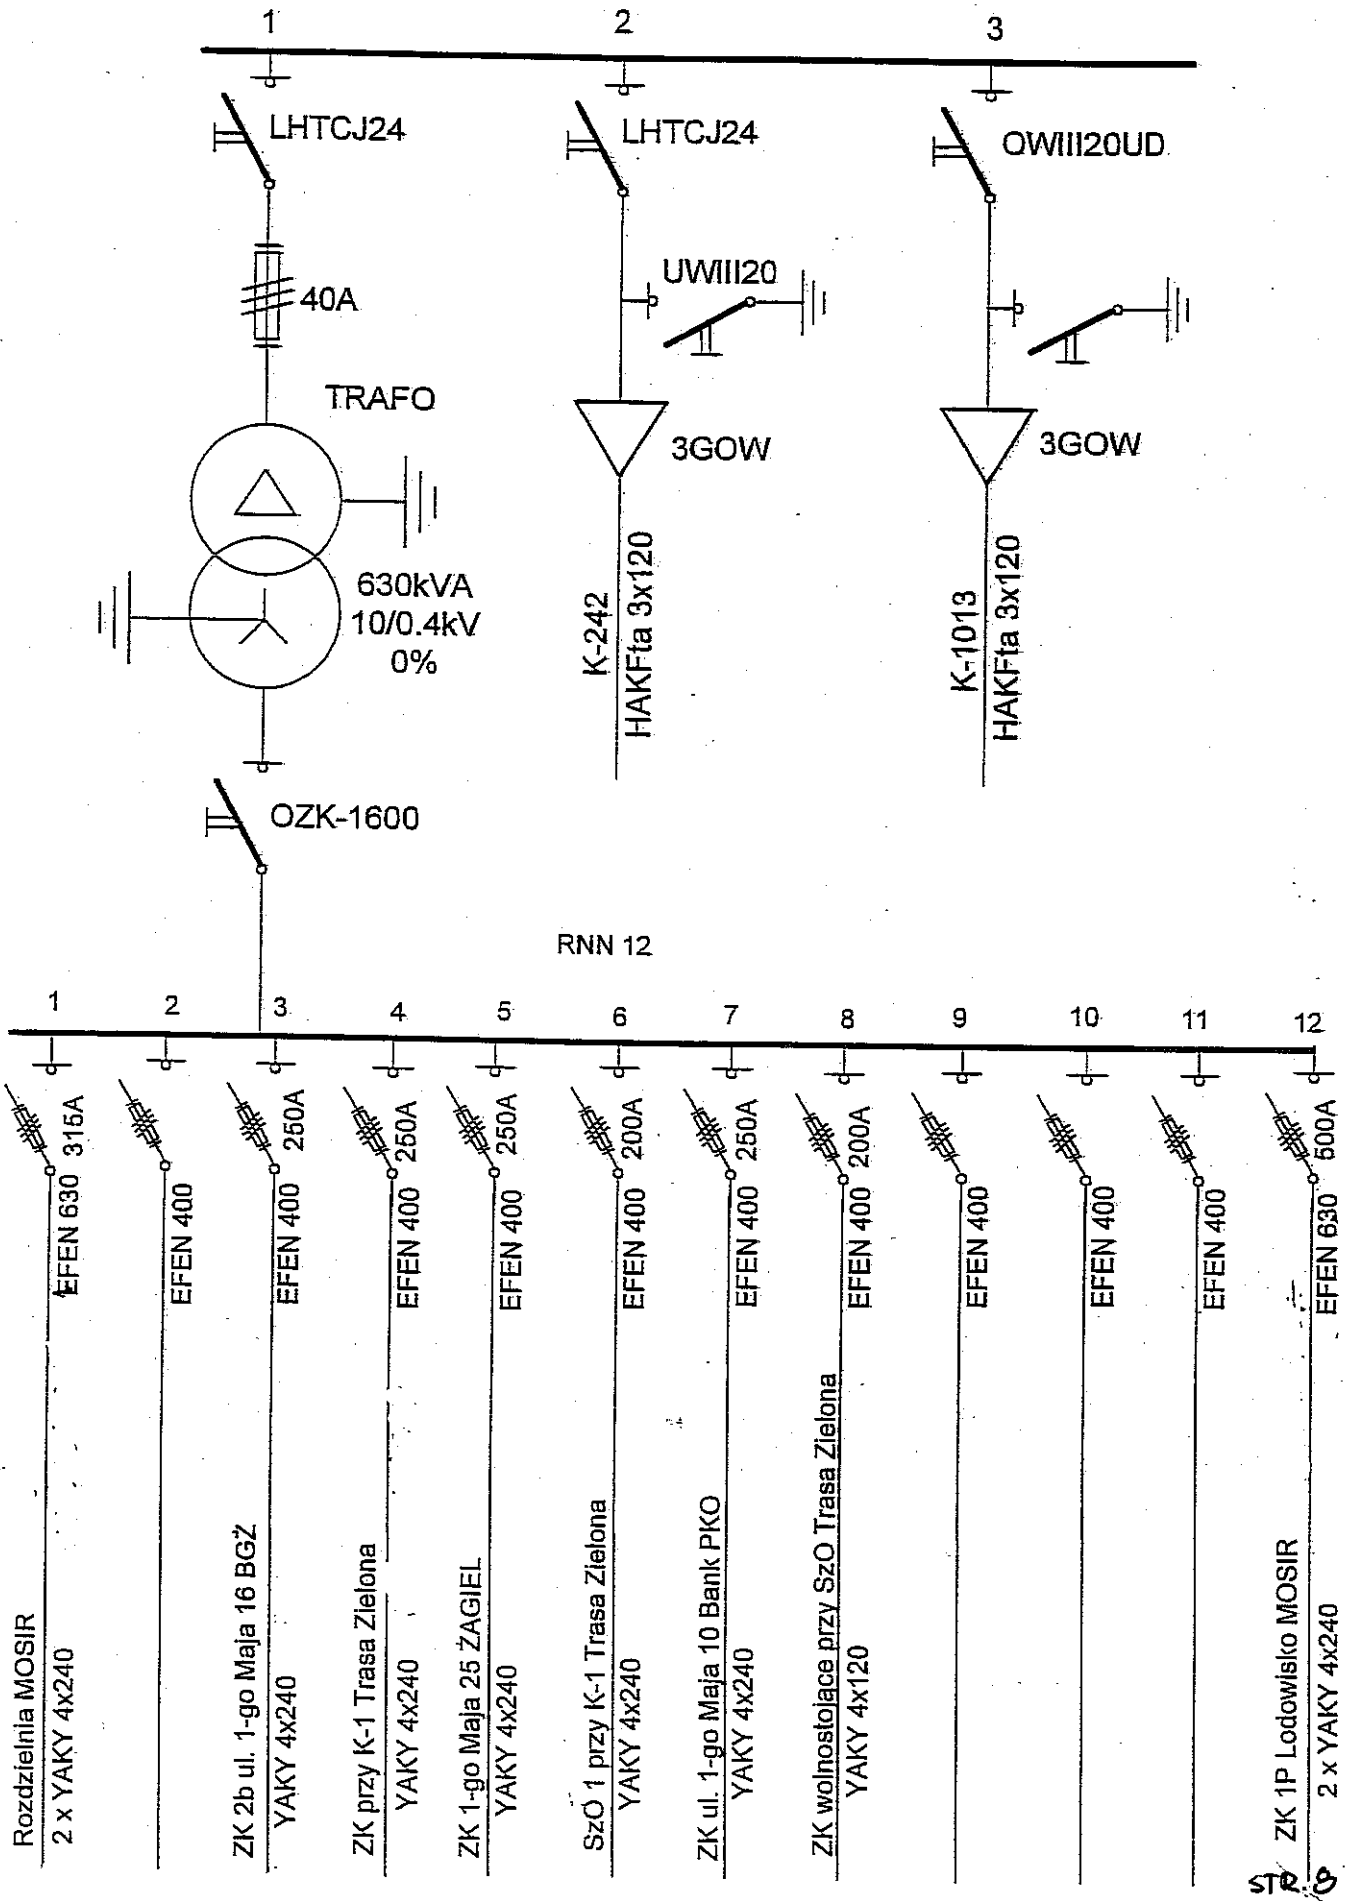 1
2
3
LHTCJ24
LHTCJ24
OWIII20UD
40A
UWIII20
TRAFO
3GOW
3GOW
630kVA
10/0.4kV
0%
K-242
HAKFta 3x120
K-1013
HAKFta 3x120
OZK-1600
RNN 12
1
2
3
4
5
6
7
8
9
10
11
12
315A
EFEN 630
Rozdzielnia MOSIR
2 x YAKY 4x240
EFEN 400
250A
EFEN 400
ZK 2b ul. 1-go Maja 16 BGŻ
YAKY 4x240
250A
EFEN 400
ZK przy K-1 Trasa Zielona
YAKY 4x240
250A
EFEN 400
ZK 1-go Maja 25 ŻAGIEL
YAKY 4x240
200A
EFEN 400
SzO 1 przy K-1 Trasa Zielona
YAKY 4x240
250A
EFEN 400
ZK ul. 1-go Maja 10 Bank PKO
YAKY 4x240
200A
EFEN 400
ZK wolnostojące przy SzO Trasa Zielona
YAKY 4x120
EFEN 400
EFEN 400
EFEN 400
500A
EFEN 630
ZK 1P Lodowisko MOSIR
2 x YAKY 4x240
STR. 8